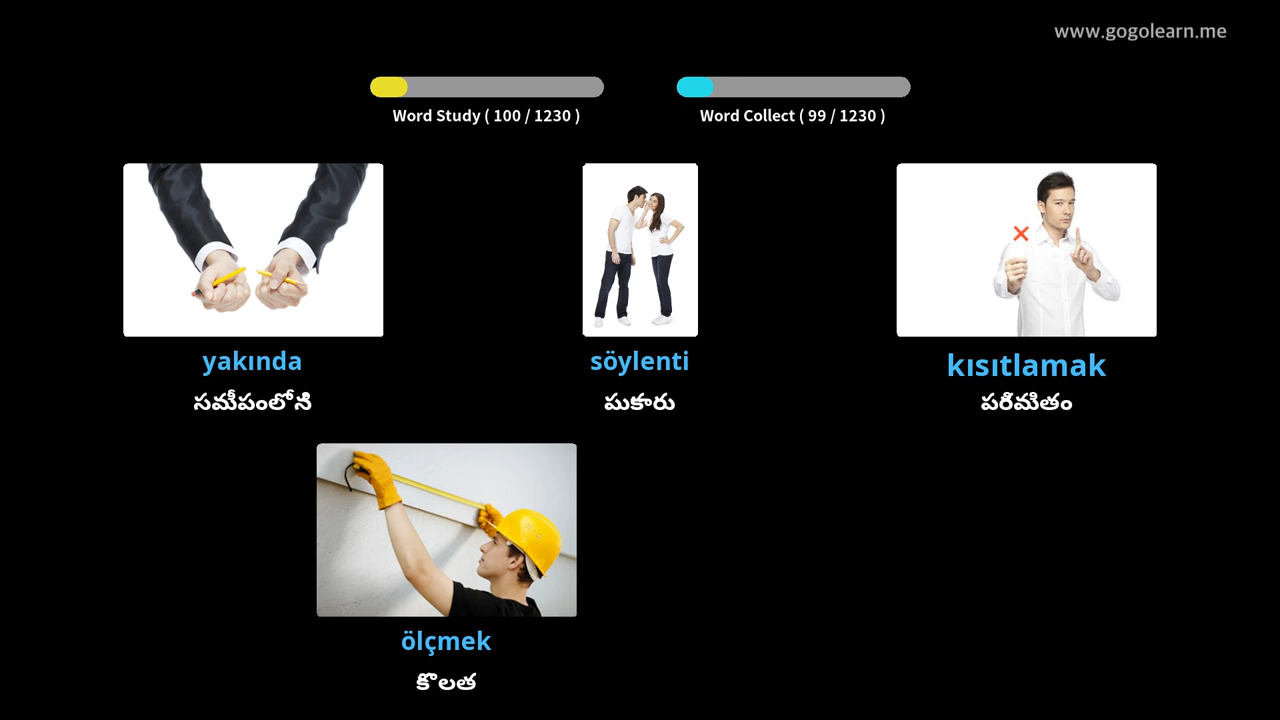 www.gogolearn.me
Word Study ( 100 / 1230 )
Word Collect ( 99 / 1230 )
yakında
söylenti
kısıtlamak
సమీపంలోని
పుకారు
పరిమితం
ölçmek
కొలత